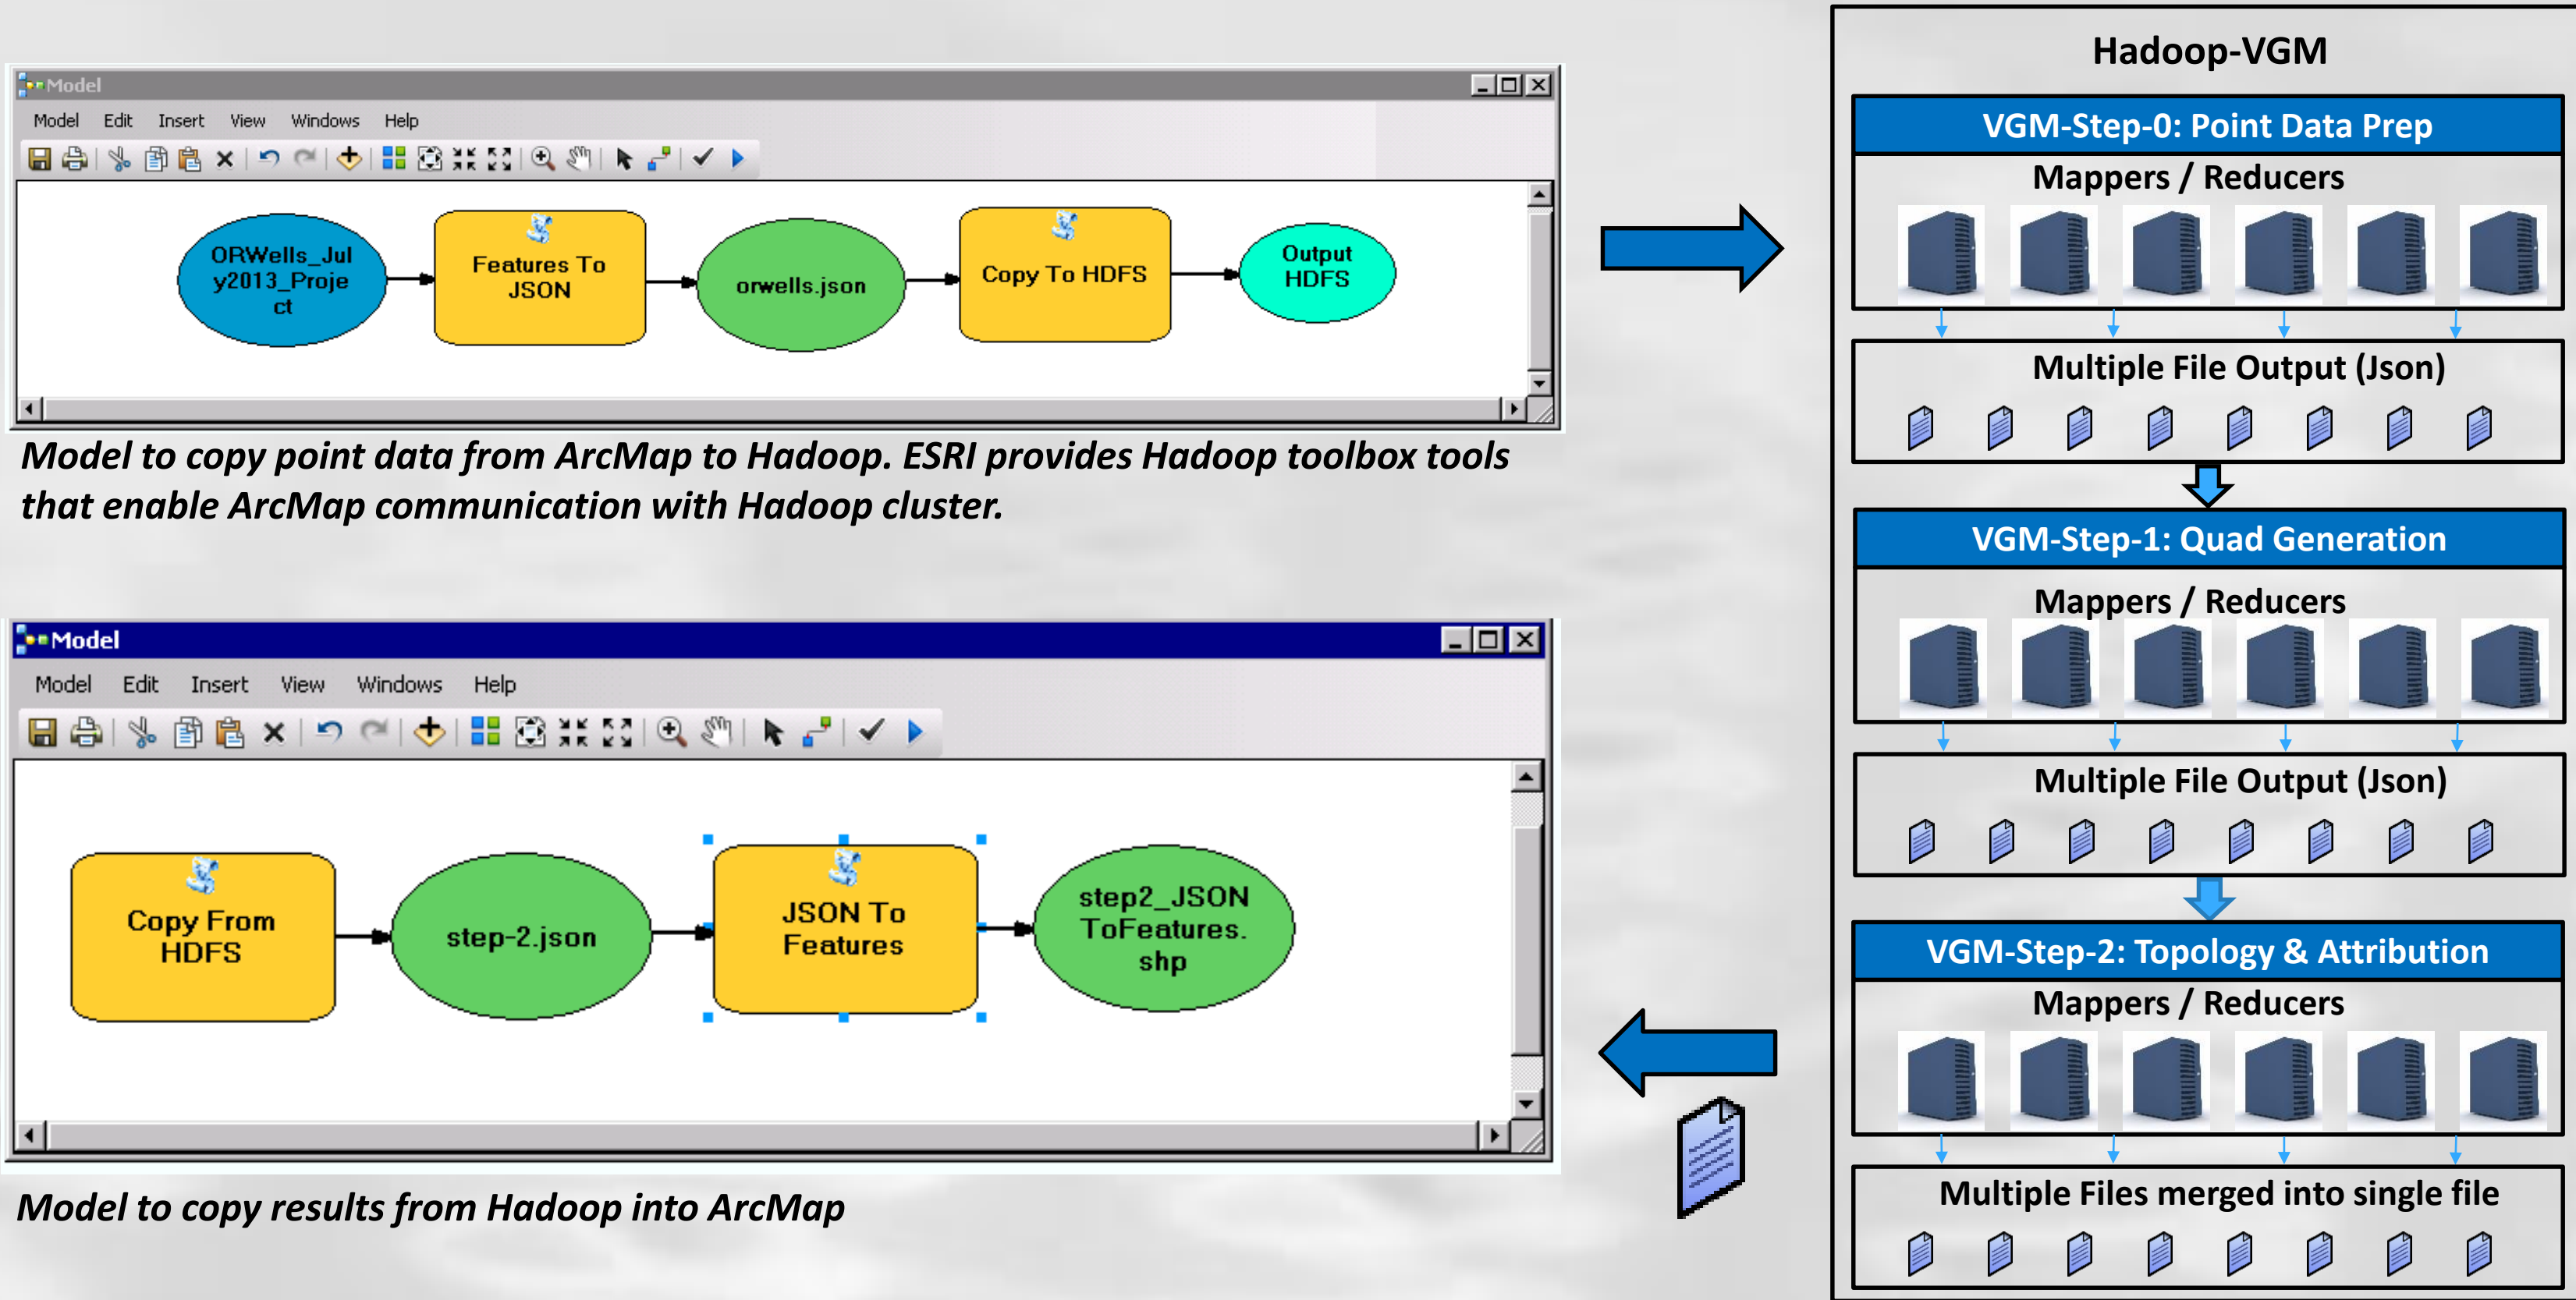 Model
Model Edit Insert View Windows Help
ORWells_Jul
y2013_Proje
ct
Features To
JSON
orwells.json
Copy To HDFS
Output
HDFS
Model to copy point data from ArcMap to Hadoop. ESRI provides Hadoop toolbox tools
that enable ArcMap communication with Hadoop cluster.
Model
Model Edit Insert View Windows Help
Copy From
HDFS
step-2.json
JSON To
Features
step2_JSON
ToFeatures.
shp
Model to copy results from Hadoop into ArcMap
Hadoop-VGM
VGM-Step-0: Point Data Prep
Mappers / Reducers
Multiple File Output (Json)
VGM-Step-1: Quad Generation
Mappers / Reducers
Multiple File Output (Json)
VGM-Step-2: Topology & Attribution
Mappers / Reducers
Multiple Files merged into single file